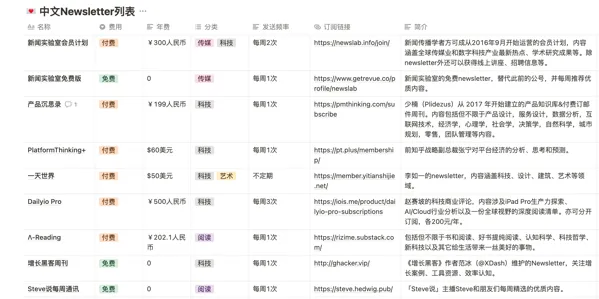 💌 中文Newsletter列表 ...
Aa 名称 费用 年费 分类 发送频率 订阅链接 简介
新闻实验室会员计划 付费 ¥300人民币 传媒 科技 每周2次 https://newslab.info/join/ 新闻传播学者方可成从2016年9月开始运营的会员计划，内容
涵盖全球传媒业和数字科技产业最新热点、学术研究成果等。除
newsletter外还可以获得线上讲座、招聘信息等。
新闻实验室免费版 免费 0 传媒 每周1次 https://www.getrevue.co/p 新闻实验室的免费newsletter，替代此前的公号，并每周推荐优
rofile/newslab 质内容。
产品沉思录 1 付费 ¥199人民币 科技 每周1次 https://pmthinking.com/su 少楠（Plidezus）从 2017 年开始建立的产品知识库&付费订阅
bscribe 邮件周刊。内容包括但不限于产品设计，服务设计，数据分析，互
联网技术，经济学，心理学，社会学，决策学，自然科学，城市规
划，零售，团队管理等内容。
PlatformThinking+ 付费 $60美元 科技 每周1次 https://pt.plus/membershi 前知乎战略副总裁张宁对平台经济的分析、思考和预测。
p/
一天世界 付费 $50美元 科技 艺术 不定期 https://member.yitianshijie 李如一的newsletter，内容涵盖科技、设计、建筑、艺术等领
.net/ 域。
Dailyio Pro 付费 ¥500人民币 科技 每周3次 https://iois.me/product/dai 赵赛坡的科技商业评论，内容涉及iPad Pro生产力探索、
lyio-pro-subscriptions AI/Cloud行业分析以及一份全球视野的深度阅读清单。亦可分开
订阅，各200元/年。
Λ-Reading 付费 ¥202.1人民 阅读 每周1次 https://rizime.substack.co 包括但不限于书和阅读、好书提纯阅读、认知科学、科技哲学、
币 m/ 新科技以及其它给生活带来一丝美好的事物。
增长黑客周刊 免费 0 科技 每周1次 http://ghacker.vip/ 《增长黑客》作者范冰（@XDash）维护的Newsletter，关注增
长案例、工具资源、效率认知。
Steve说每周通讯 免费 0 阅读 每周1次 https://steve.hedwig.pub/ 「Steve说」主播Steve和朋友们每周精选的优质内容。